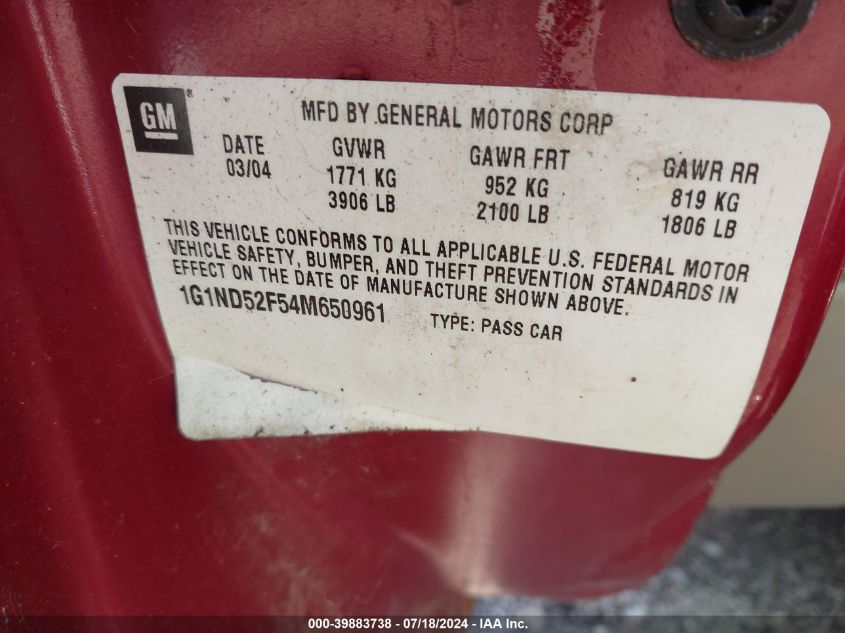 GM®
MFD BY GENERAL MOTORS CORP
DATE GVWR GAWR FRT GAWR RR
03/04 1771 KG 952 KG 819 KG
3906 LB 2100 LB 1806 LB
THIS VEHICLE CONFORMS TO ALL APPLICABLE U.S. FEDERAL MOTOR
VEHICLE SAFETY, BUMPER, AND THEFT PREVENTION STANDARDS IN
EFFECT ON THE DATE OF MANUFACTURE SHOWN ABOVE.
1G1ND52F54M650961 TYPE: PASS CAR
000-39883738 - 07/18/2024 - IAA Inc.